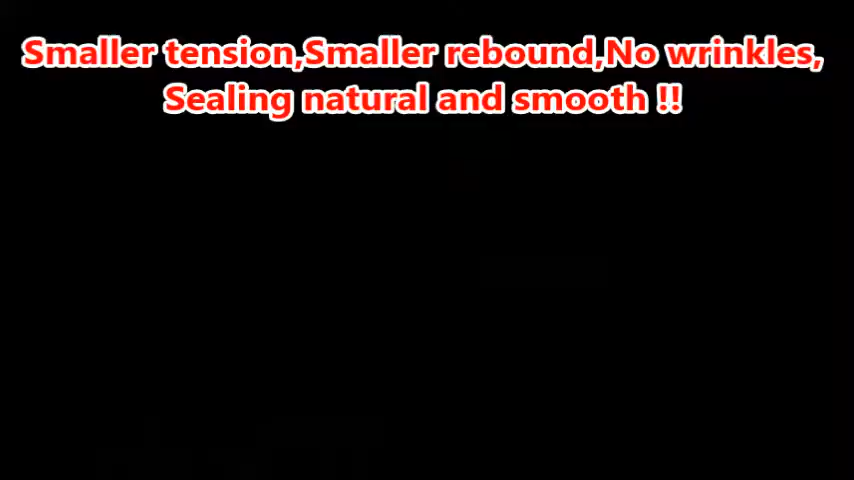 Smaller tension,Smaller rebound,No wrinkles,
Sealing natural and smooth !!